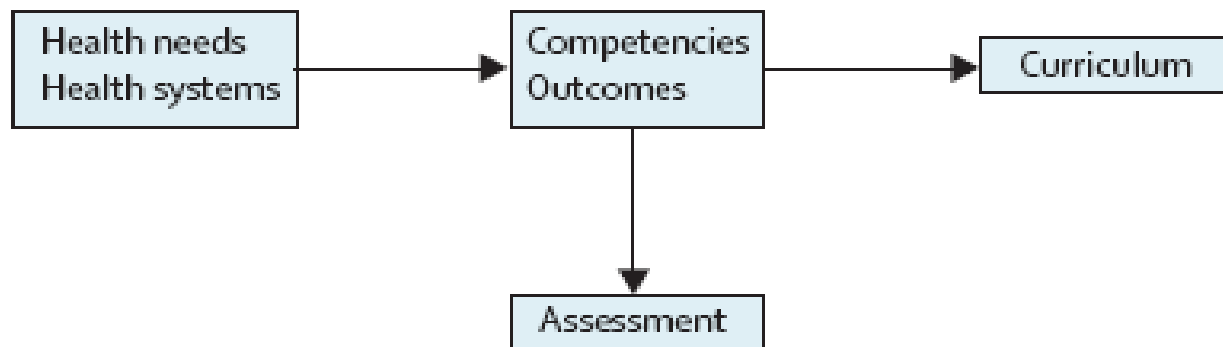 Health needs
Health systems
Competencies
Outcomes
Curriculum
Assessment